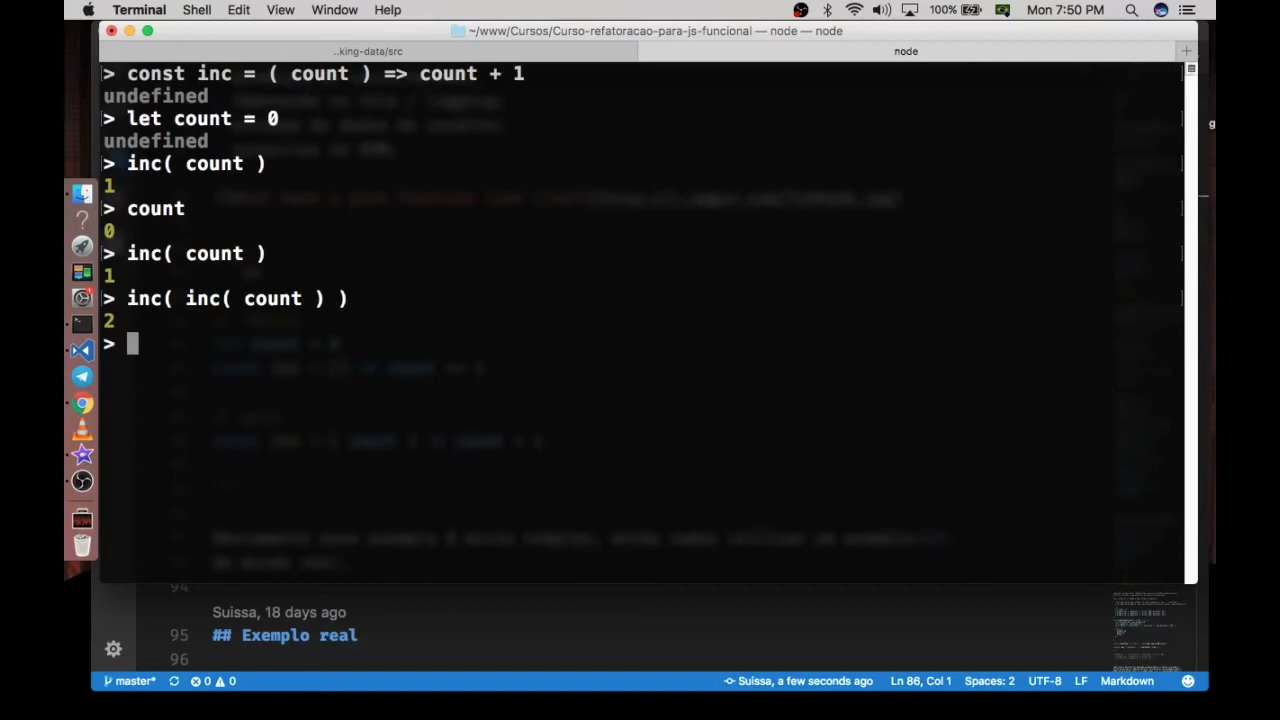 Terminal Shell Edit View Window Help 100% Mon 7:50 PM
~/www/Cursos/Curso-refatoracao-para-js-funcional — node — node
..king-data/src node
> const inc = ( count ) => count + 1
undefined
> let count = 0
undefined
> inc( count )
1
> count
0
> inc( count )
1
> inc( inc( count ) )
2
>
94
Suissa, 18 days ago
95 ## Exemplo real
96
master* 0 0 Suissa, a few seconds ago Ln 86, Col 1 Spaces: 2 UTF-8 LF Markdown